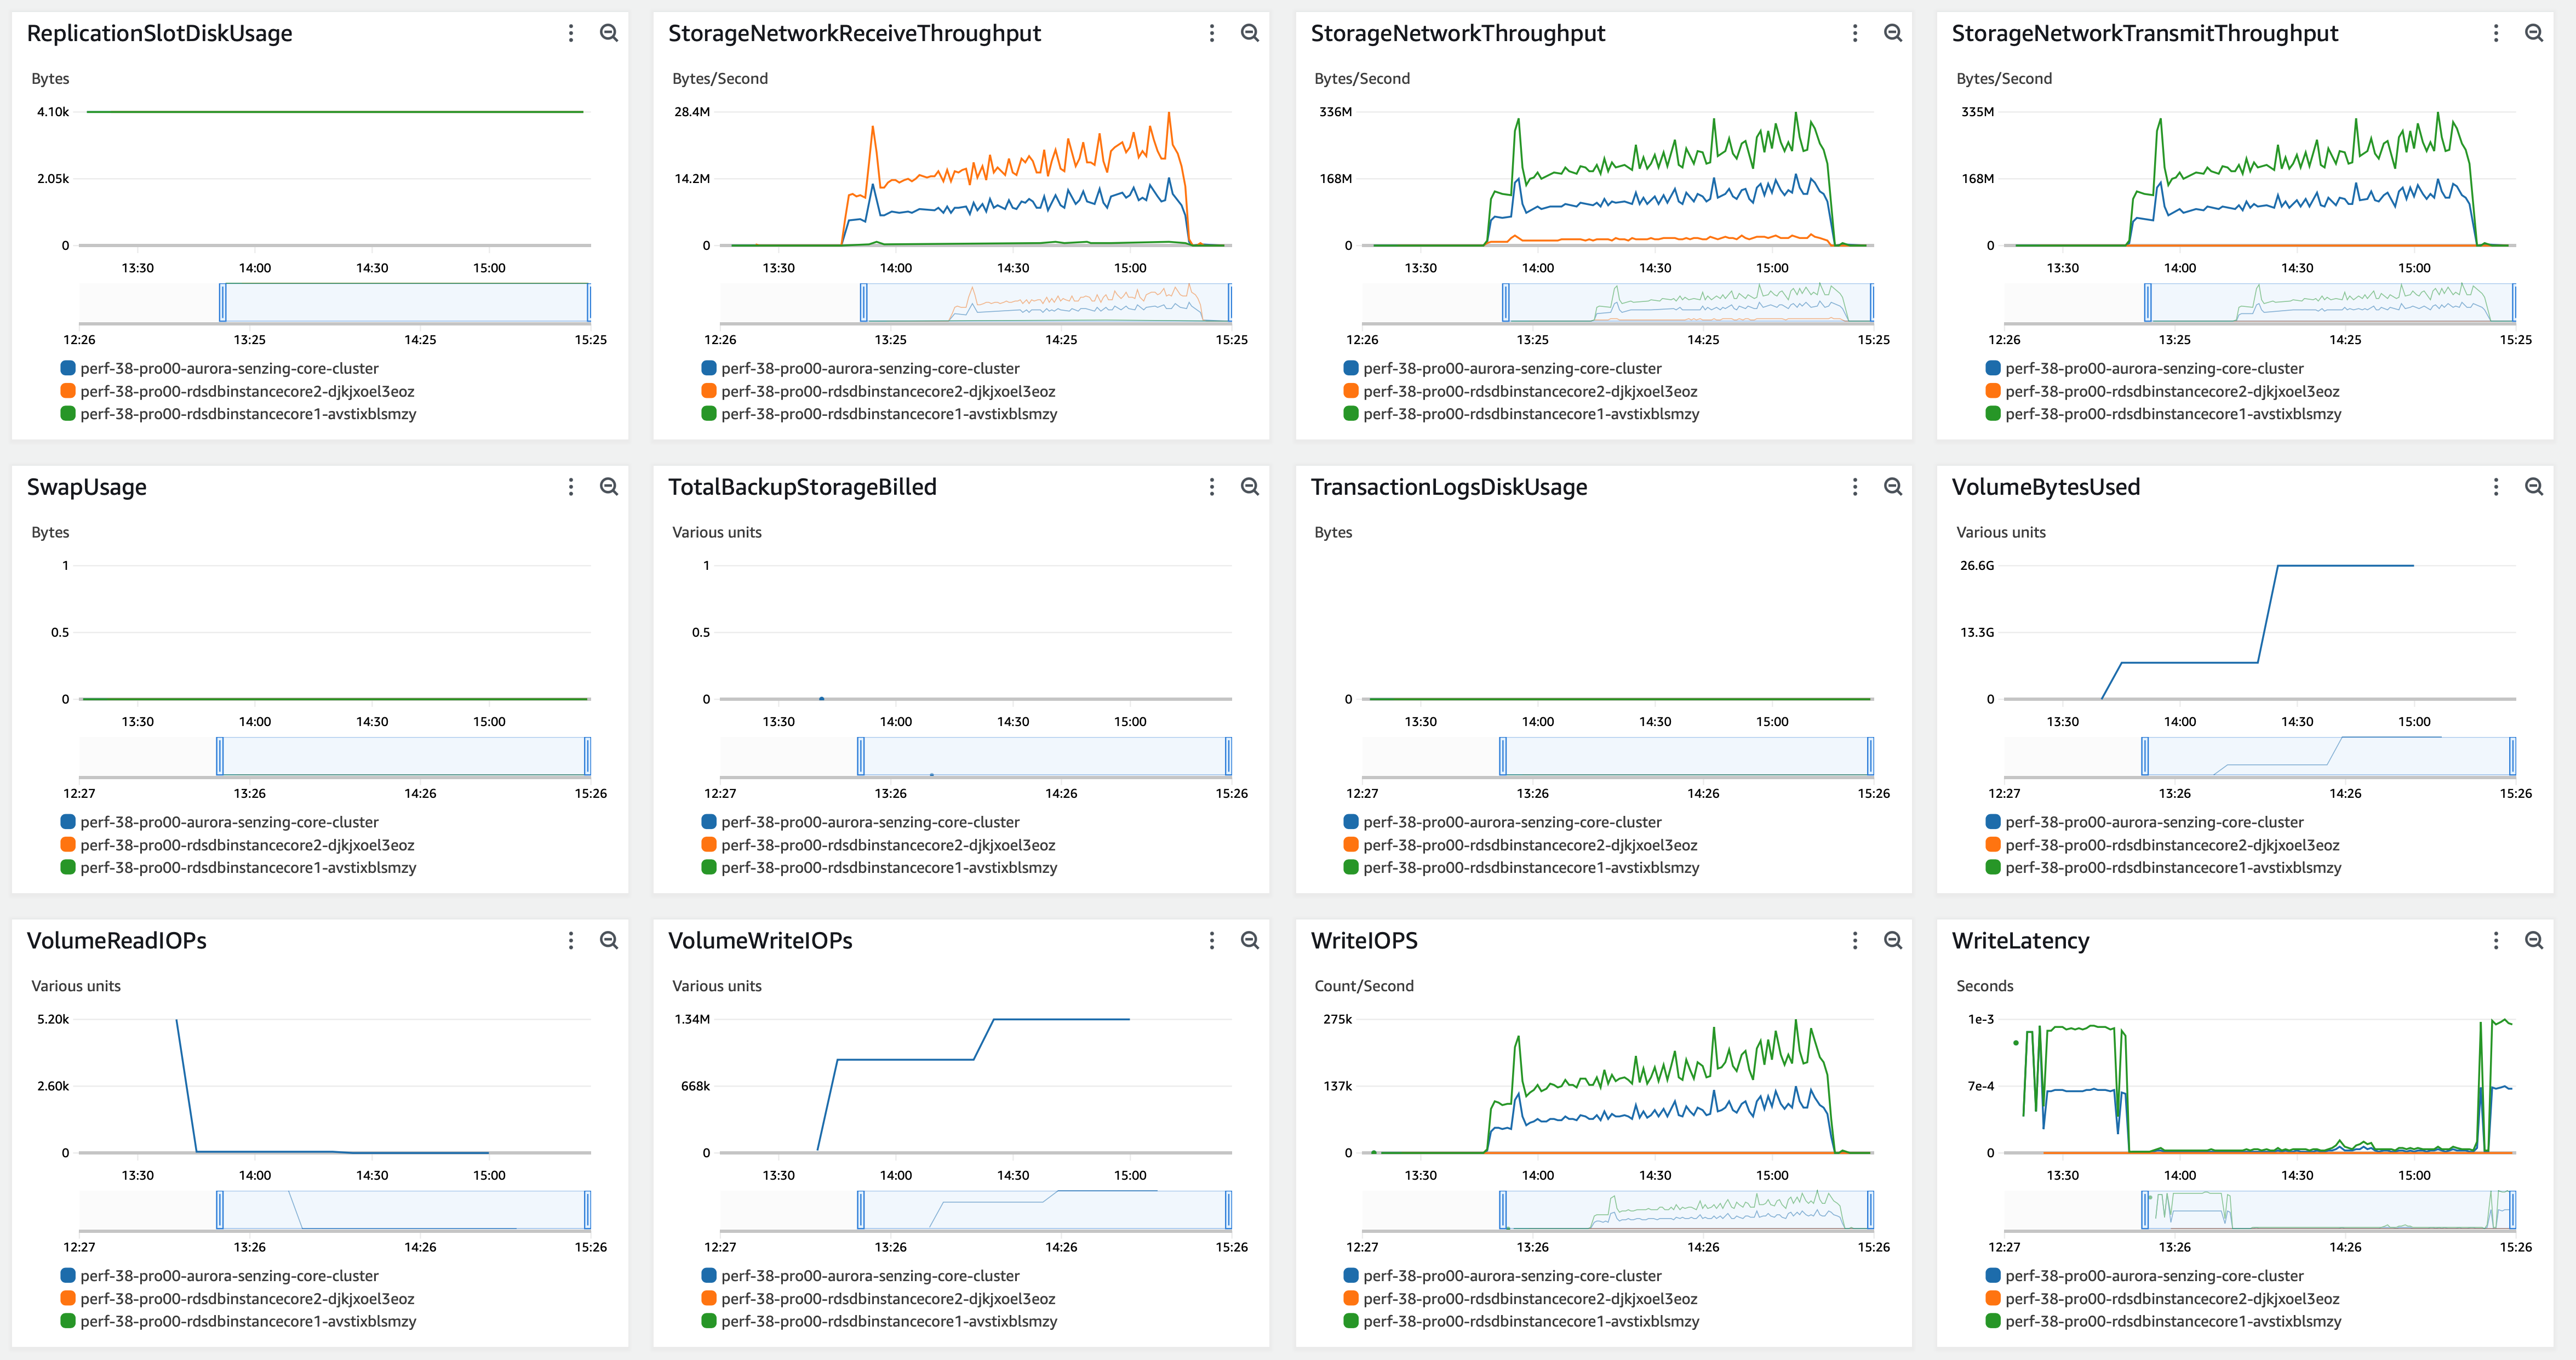 ReplicationSlotDiskUsage
Bytes
4.10k
2.05k
0
13:30 14:00 14:30 15:00
12:26 13:25 14:25 15:25
perf-38-pro00-aurora-senzing-core-cluster
perf-38-pro00-rdsdbinstancecore2-djkjxoel3eoz
perf-38-pro00-rdsdbinstancecore1-avstixblsmzy
StorageNetworkReceiveThroughput
Bytes/Second
28.4M
14.2M
0
13:30 14:00 14:30 15:00
12:26 13:25 14:25 15:25
perf-38-pro00-aurora-senzing-core-cluster
perf-38-pro00-rdsdbinstancecore2-djkjxoel3eoz
perf-38-pro00-rdsdbinstancecore1-avstixblsmzy
StorageNetworkThroughput
Bytes/Second
336M
168M
0
13:30 14:00 14:30 15:00
12:26 13:25 14:25 15:25
perf-38-pro00-aurora-senzing-core-cluster
perf-38-pro00-rdsdbinstancecore2-djkjxoel3eoz
perf-38-pro00-rdsdbinstancecore1-avstixblsmzy
StorageNetworkTransmitThroughput
Bytes/Second
335M
168M
0
13:30 14:00 14:30 15:00
12:26 13:25 14:25 15:25
perf-38-pro00-aurora-senzing-core-cluster
perf-38-pro00-rdsdbinstancecore2-djkjxoel3eoz
perf-38-pro00-rdsdbinstancecore1-avstixblsmzy
SwapUsage
Bytes
1
0.5
0
13:30 14:00 14:30 15:00
12:27 13:26 14:26 15:26
perf-38-pro00-aurora-senzing-core-cluster
perf-38-pro00-rdsdbinstancecore2-djkjxoel3eoz
perf-38-pro00-rdsdbinstancecore1-avstixblsmzy
TotalBackupStorageBilled
Various units
1
0.5
0
13:30 14:00 14:30 15:00
12:27 13:26 14:26 15:26
perf-38-pro00-aurora-senzing-core-cluster
perf-38-pro00-rdsdbinstancecore2-djkjxoel3eoz
perf-38-pro00-rdsdbinstancecore1-avstixblsmzy
TransactionLogsDiskUsage
Bytes
0
13:30 14:00 14:30 15:00
12:27 13:26 14:26 15:26
perf-38-pro00-aurora-senzing-core-cluster
perf-38-pro00-rdsdbinstancecore2-djkjxoel3eoz
perf-38-pro00-rdsdbinstancecore1-avstixblsmzy
VolumeBytesUsed
Various units
26.6G
13.3G
0
13:30 14:00 14:30 15:00
12:27 13:26 14:26 15:26
perf-38-pro00-aurora-senzing-core-cluster
perf-38-pro00-rdsdbinstancecore2-djkjxoel3eoz
perf-38-pro00-rdsdbinstancecore1-avstixblsmzy
VolumeReadIOPs
Various units
5.20k
2.60k
0
13:30 14:00 14:30 15:00
12:27 13:26 14:26 15:26
perf-38-pro00-aurora-senzing-core-cluster
perf-38-pro00-rdsdbinstancecore2-djkjxoel3eoz
perf-38-pro00-rdsdbinstancecore1-avstixblsmzy
VolumeWriteIOPs
Various units
1.34M
668k
0
13:30 14:00 14:30 15:00
12:27 13:26 14:26 15:26
perf-38-pro00-aurora-senzing-core-cluster
perf-38-pro00-rdsdbinstancecore2-djkjxoel3eoz
perf-38-pro00-rdsdbinstancecore1-avstixblsmzy
WriteIOPS
Count/Second
275k
137k
0
13:30 14:00 14:30 15:00
12:27 13:26 14:26 15:26
perf-38-pro00-aurora-senzing-core-cluster
perf-38-pro00-rdsdbinstancecore2-djkjxoel3eoz
perf-38-pro00-rdsdbinstancecore1-avstixblsmzy
WriteLatency
Seconds
1e-3
7e-4
0
13:30 14:00 14:30 15:00
12:27 13:26 14:26 15:26
perf-38-pro00-aurora-senzing-core-cluster
perf-38-pro00-rdsdbinstancecore2-djkjxoel3eoz
perf-38-pro00-rdsdbinstancecore1-avstixblsmzy